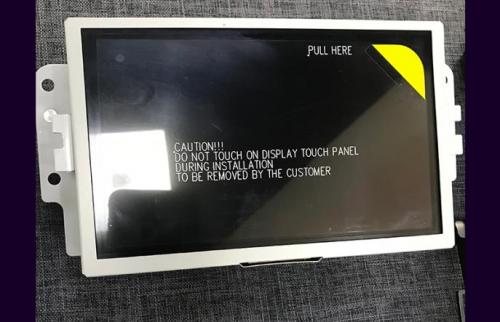 PULL HERE
CAUTION!!!
DO NOT TOUCH ON DISPLAY TOUCH PANEL
DURING INSTALLATION
TO BE REMOVED BY THE CUSTOMER